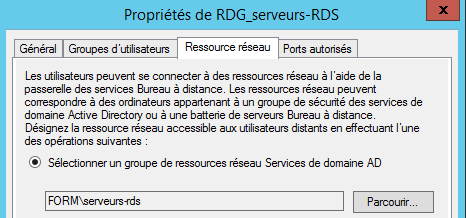 Propriétés de RDG_serveurs-RDS
x
Général Groupes d'utilisateurs Ressource réseau Ports autorisés
Les utilisateurs peuvent se connecter à des ressources réseau à l'aide de la
passerelle des services Bureau à distance. Les ressources réseau peuvent
correspondre à des ordinateurs appartenant à un groupe de sécurité des services de
domaine Active Directory ou à une batterie de serveurs Bureau à distance.
Désignez la ressource réseau accessible aux utilisateurs distants en effectuant l'une
des opérations suivantes :
Sélectionner un groupe de ressources réseau Services de domaine AD
FORM\serveurs-rds Parcourir...